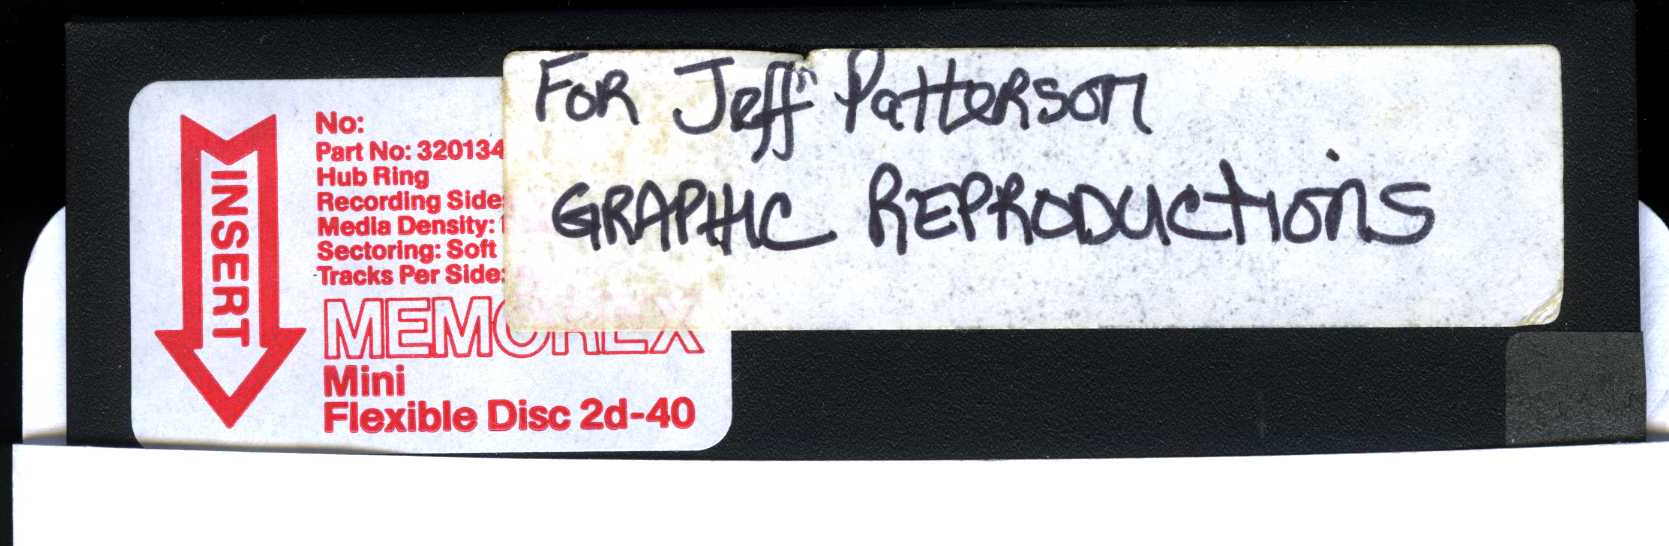 INSERT
No:
Part No: 320134
Hub Ring
Recording Side
Media Density:
Sectoring: Soft
Tracks Per Side:
MEMOREX
Mini
Flexible Disc 2d-40
FOR Jeff Patterson
GRAPHIC REPRODUCTIONS